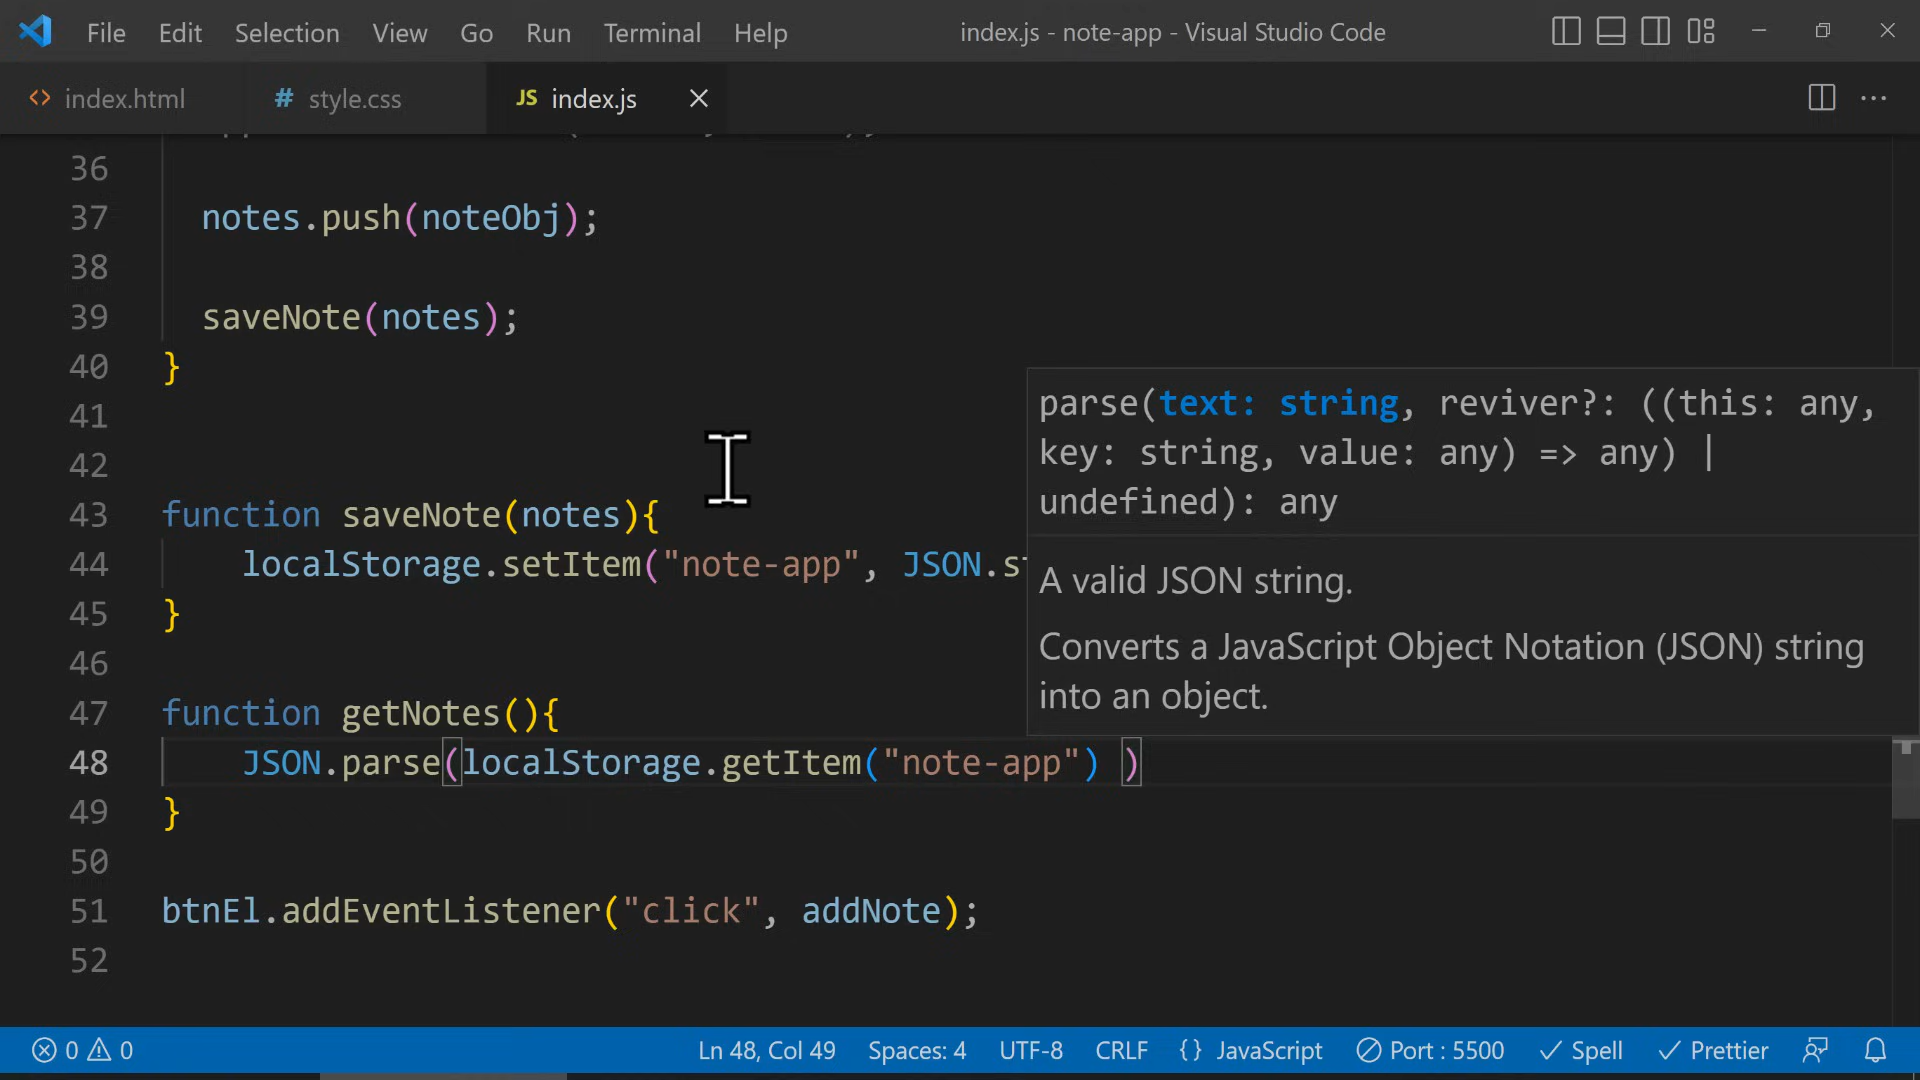 File Edit Selection View Go Run Terminal Help index.js - note-app - Visual Studio Code
<> index.html # style.css JS index.js
36
37 notes.push(noteObj);
38
39 saveNote(notes);
40 }
41
42
43 function saveNote(notes){
44 localStorage.setItem("note-app", JSON.st
45 }
46
47 function getNotes(){
48 JSON.parse(localStorage.getItem("note-app") )
49 }
50
51 btnEl.addEventListener("click", addNote);
52
parse(text: string, reviver?: ((this: any,
key: string, value: any) => any) |
undefined): any
A valid JSON string.
Converts a JavaScript Object Notation (JSON) string
into an object.
0 0 Ln 48, Col 49 Spaces: 4 UTF-8 CRLF {} JavaScript Port : 5500 Spell Prettier